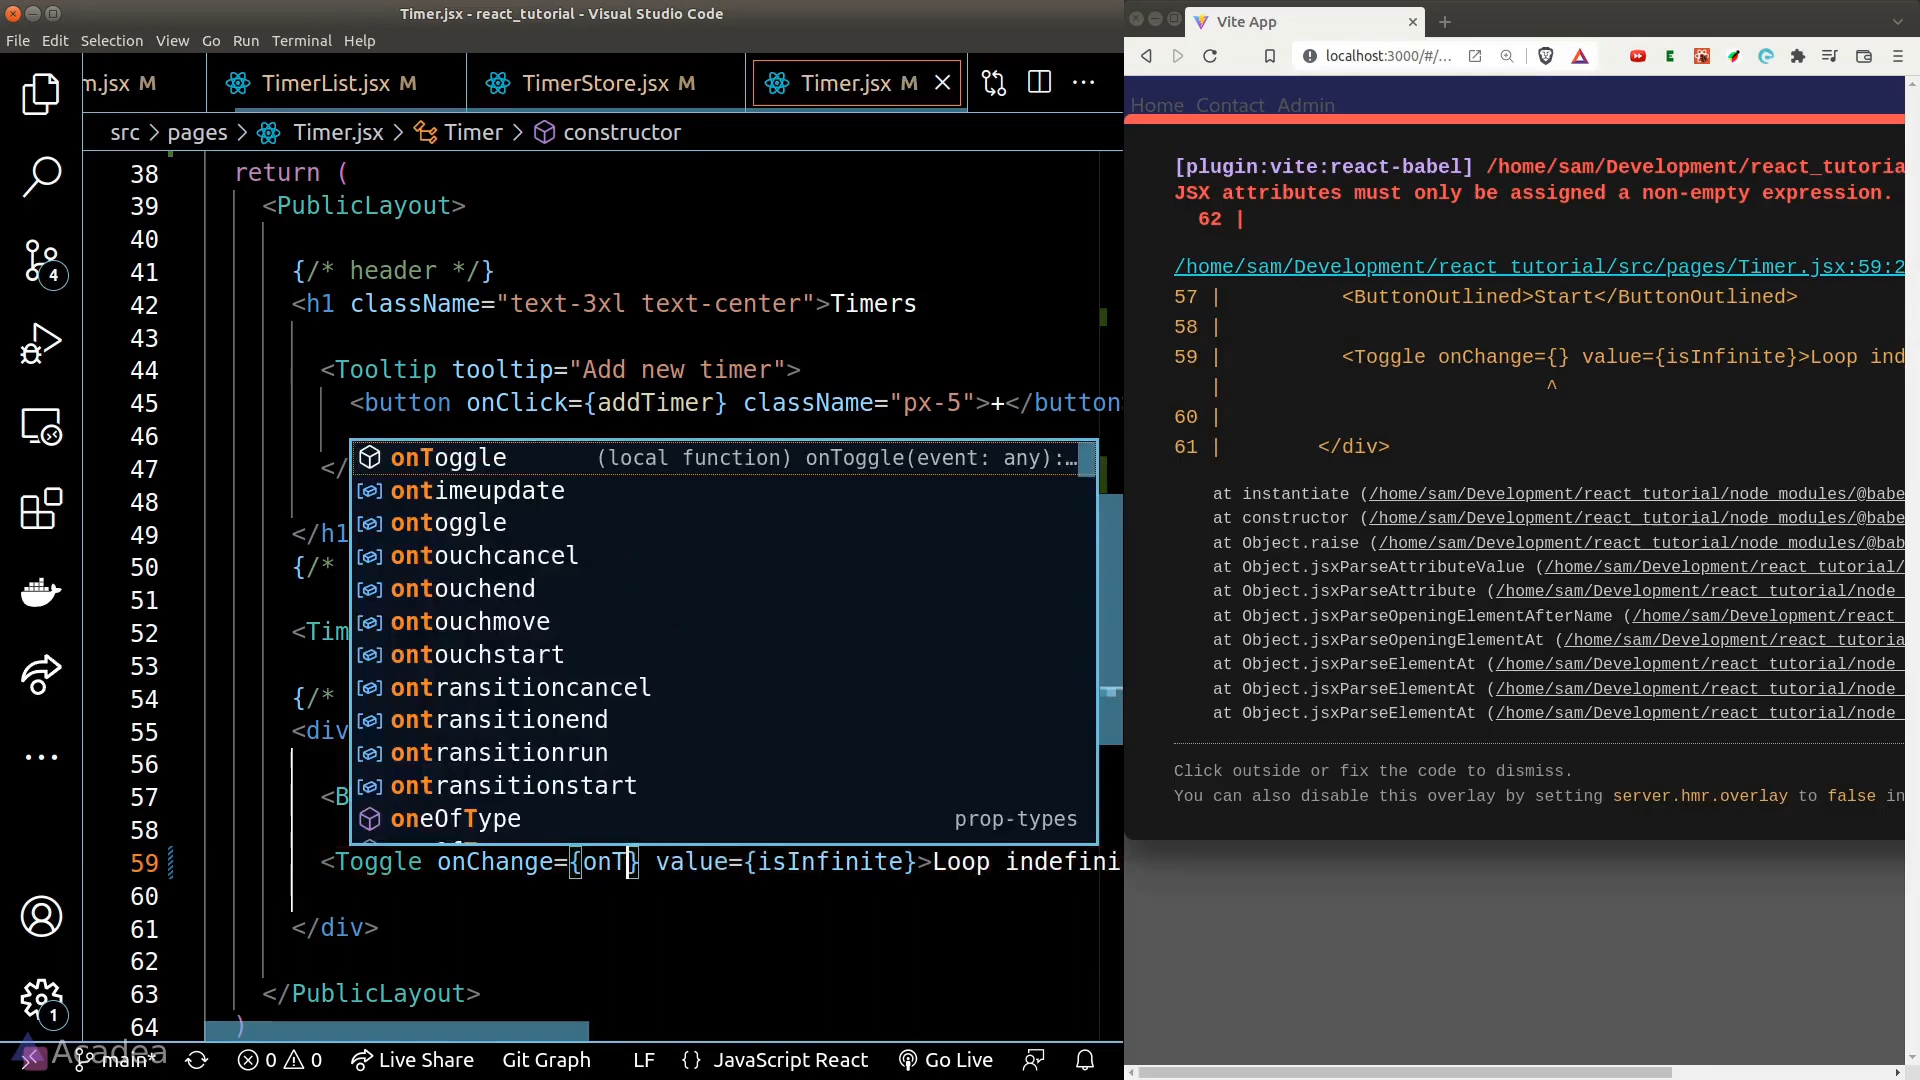 Timer.jsx - react_tutorial - Visual Studio Code
File Edit Selection View Go Run Terminal Help
m.jsx M TimerList.jsx M TimerStore.jsx M Timer.jsx M
src > pages > Timer.jsx > Timer > constructor
38 return (
39 <PublicLayout>
40
41 {/* header */}
42 <h1 className="text-3xl text-center">Timers
43
44 <Tooltip tooltip="Add new timer">
45 <button onClick={addTimer} className="px-5">+</button
46
47 </
48
49 </h1
50 {/*
51
52 <Tim
53
54 {/*
55 <div
56
57 <B
58
59 <Toggle onChange={onT} value={isInfinite}>Loop indefini
60
61 </div>
62
63 </PublicLayout>
64 )
onToggle (local function) onToggle(event: any):…
ontimeupdate
ontoggle
ontouchcancel
ontouchend
ontouchmove
ontouchstart
ontransitioncancel
ontransitionend
ontransitionrun
ontransitionstart
oneOfType prop-types
4
1
Acadea
main* 0 0 Live Share Git Graph LF {} JavaScript React Go Live
Vite App
localhost:3000/#/...
Home Contact Admin
[plugin:vite:react-babel] /home/sam/Development/react_tutoria
JSX attributes must only be assigned a non-empty expression.
62 |
/home/sam/Development/react_tutorial/src/pages/Timer.jsx:59:2
57 | <ButtonOutlined>Start</ButtonOutlined>
58 |
59 | <Toggle onChange={} value={isInfinite}>Loop ind
| ^
60 |
61 | </div>
at instantiate (/home/sam/Development/react_tutorial/node_modules/@babe
at constructor (/home/sam/Development/react_tutorial/node_modules/@babe
at Object.raise (/home/sam/Development/react_tutorial/node_modules/@bab
at Object.jsxParseAttributeValue (/home/sam/Development/react_tutorial/
at Object.jsxParseAttribute (/home/sam/Development/react_tutorial/node_
at Object.jsxParseOpeningElementAfterName (/home/sam/Development/react_
at Object.jsxParseOpeningElementAt (/home/sam/Development/react_tutoria
at Object.jsxParseElementAt (/home/sam/Development/react_tutorial/node_
at Object.jsxParseElementAt (/home/sam/Development/react_tutorial/node_
at Object.jsxParseElementAt (/home/sam/Development/react_tutorial/node_
Click outside or fix the code to dismiss.
You can also disable this overlay by setting server.hmr.overlay to false in